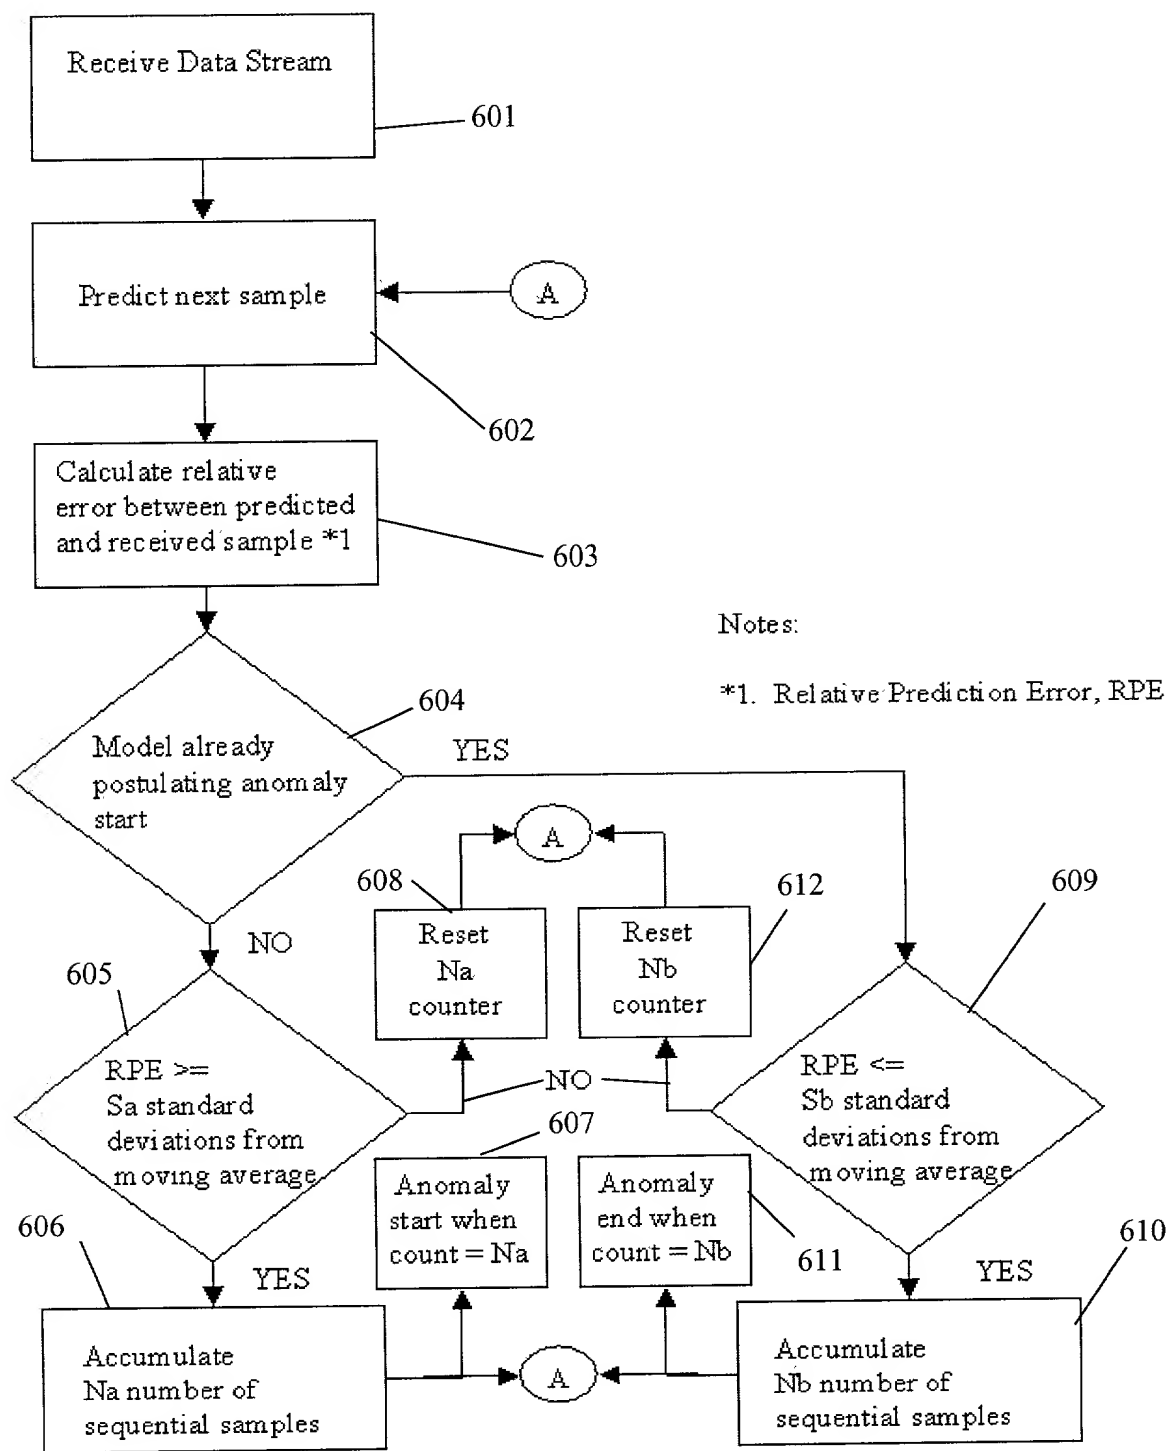 Receive Data Stream
601
Predict next sample
A
602
Calculate relative
error between predicted
and received sample *1
603
Notes:
*1. Relative Prediction Error, RPE
604
Model already
postulating anomaly
start
YES
A
608
612
609
Reset
Na
counter
Reset
Nb
counter
NO
605
RPE >=
Sa standard
deviations from
moving average
NO
RPE <=
Sb standard
deviations from
moving average
607
Anomaly
start when
count = Na
Anomaly
end when
count = Nb
611
606
610
YES
YES
Accumulate
Na number of
sequential samples
A
Accumulate
Nb number of
sequential samples